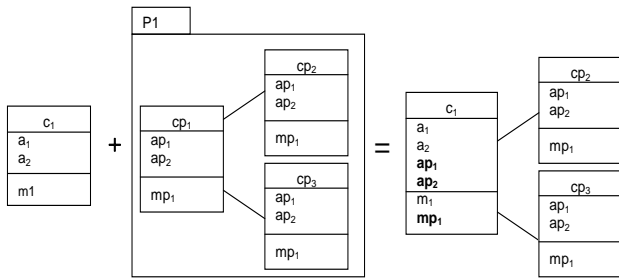 P1
c₁
a₁
a₂
m1
+
cp₁
ap₁
ap₂
mp₁
cp₂
ap₁
ap₂
mp₁
cp₃
ap₁
ap₂
mp₁
=
c₁
a₁
a₂
ap₁
ap₂
m₁
mp₁
cp₂
ap₁
ap₂
mp₁
cp₃
ap₁
ap₂
mp₁